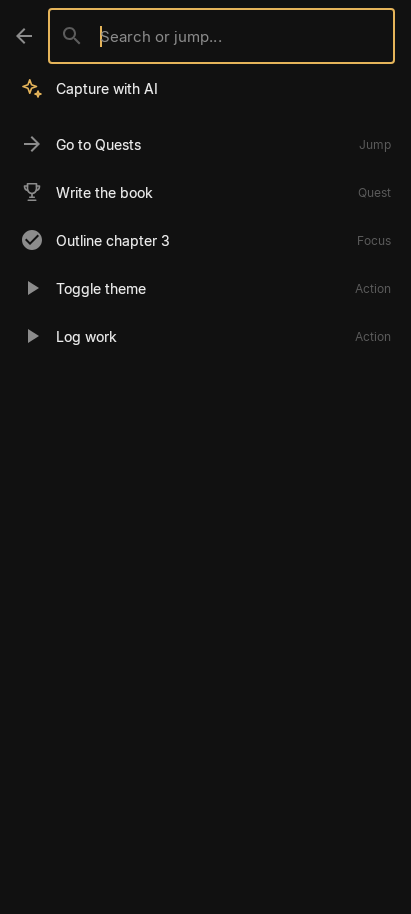 Search or jump...
Capture with AI
Go to Quests Jump
Write the book Quest
Outline chapter 3 Focus
Toggle theme Action
Log work Action